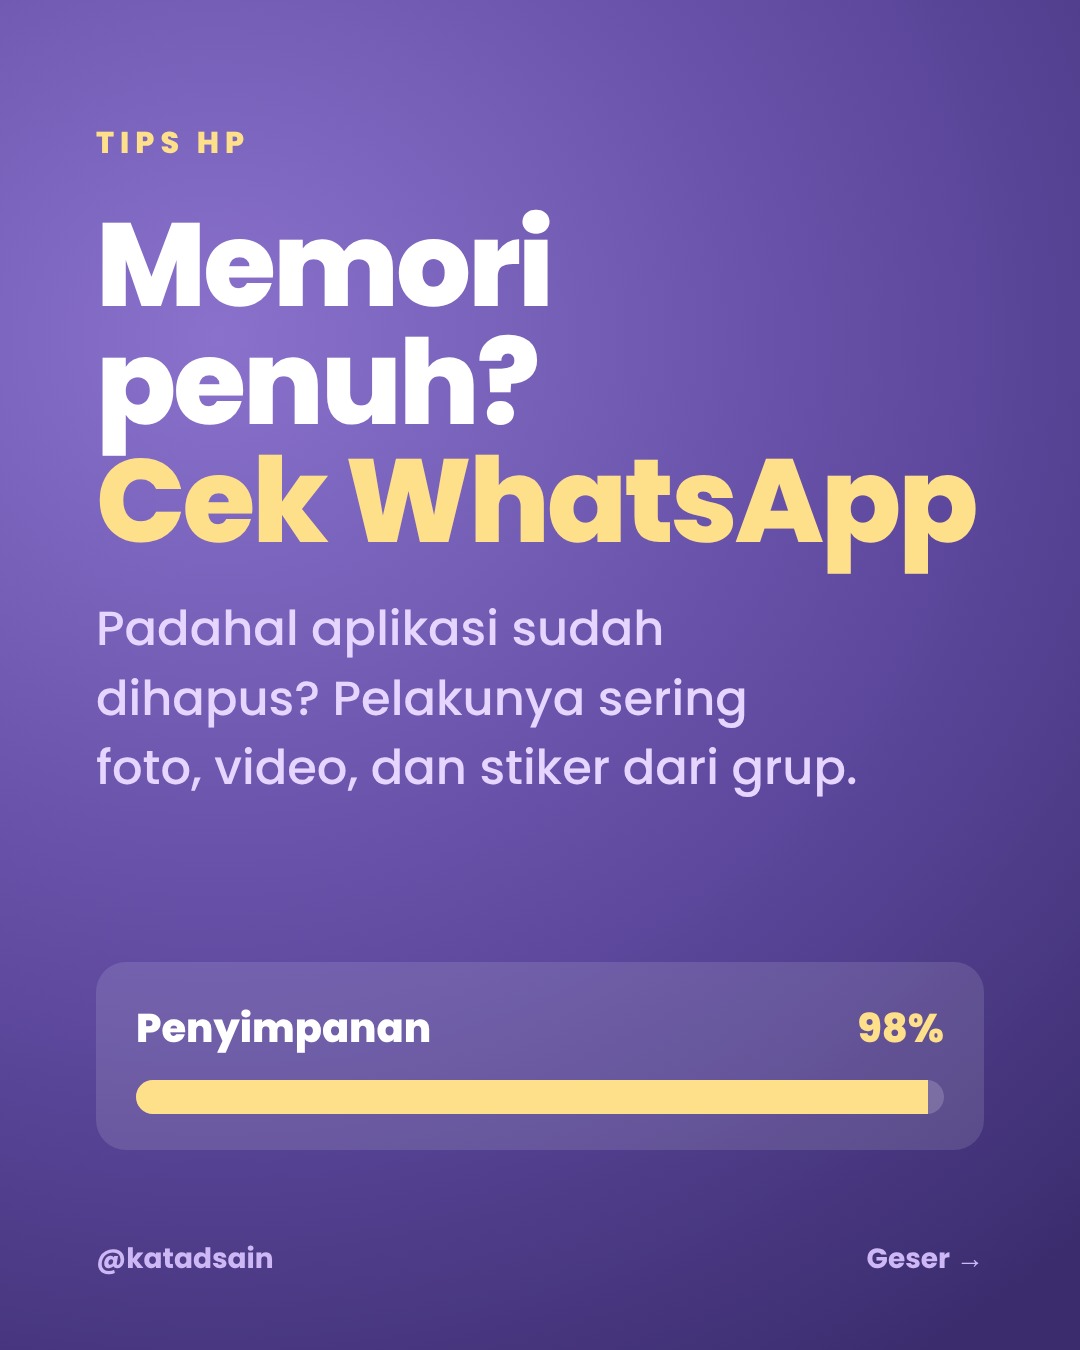 TIPS HP
Memori
penuh?
Cek WhatsApp
Padahal aplikasi sudah
dihapus? Pelakunya sering
foto, video, dan stiker dari grup.
Penyimpanan 98%
@katadsain Geser →